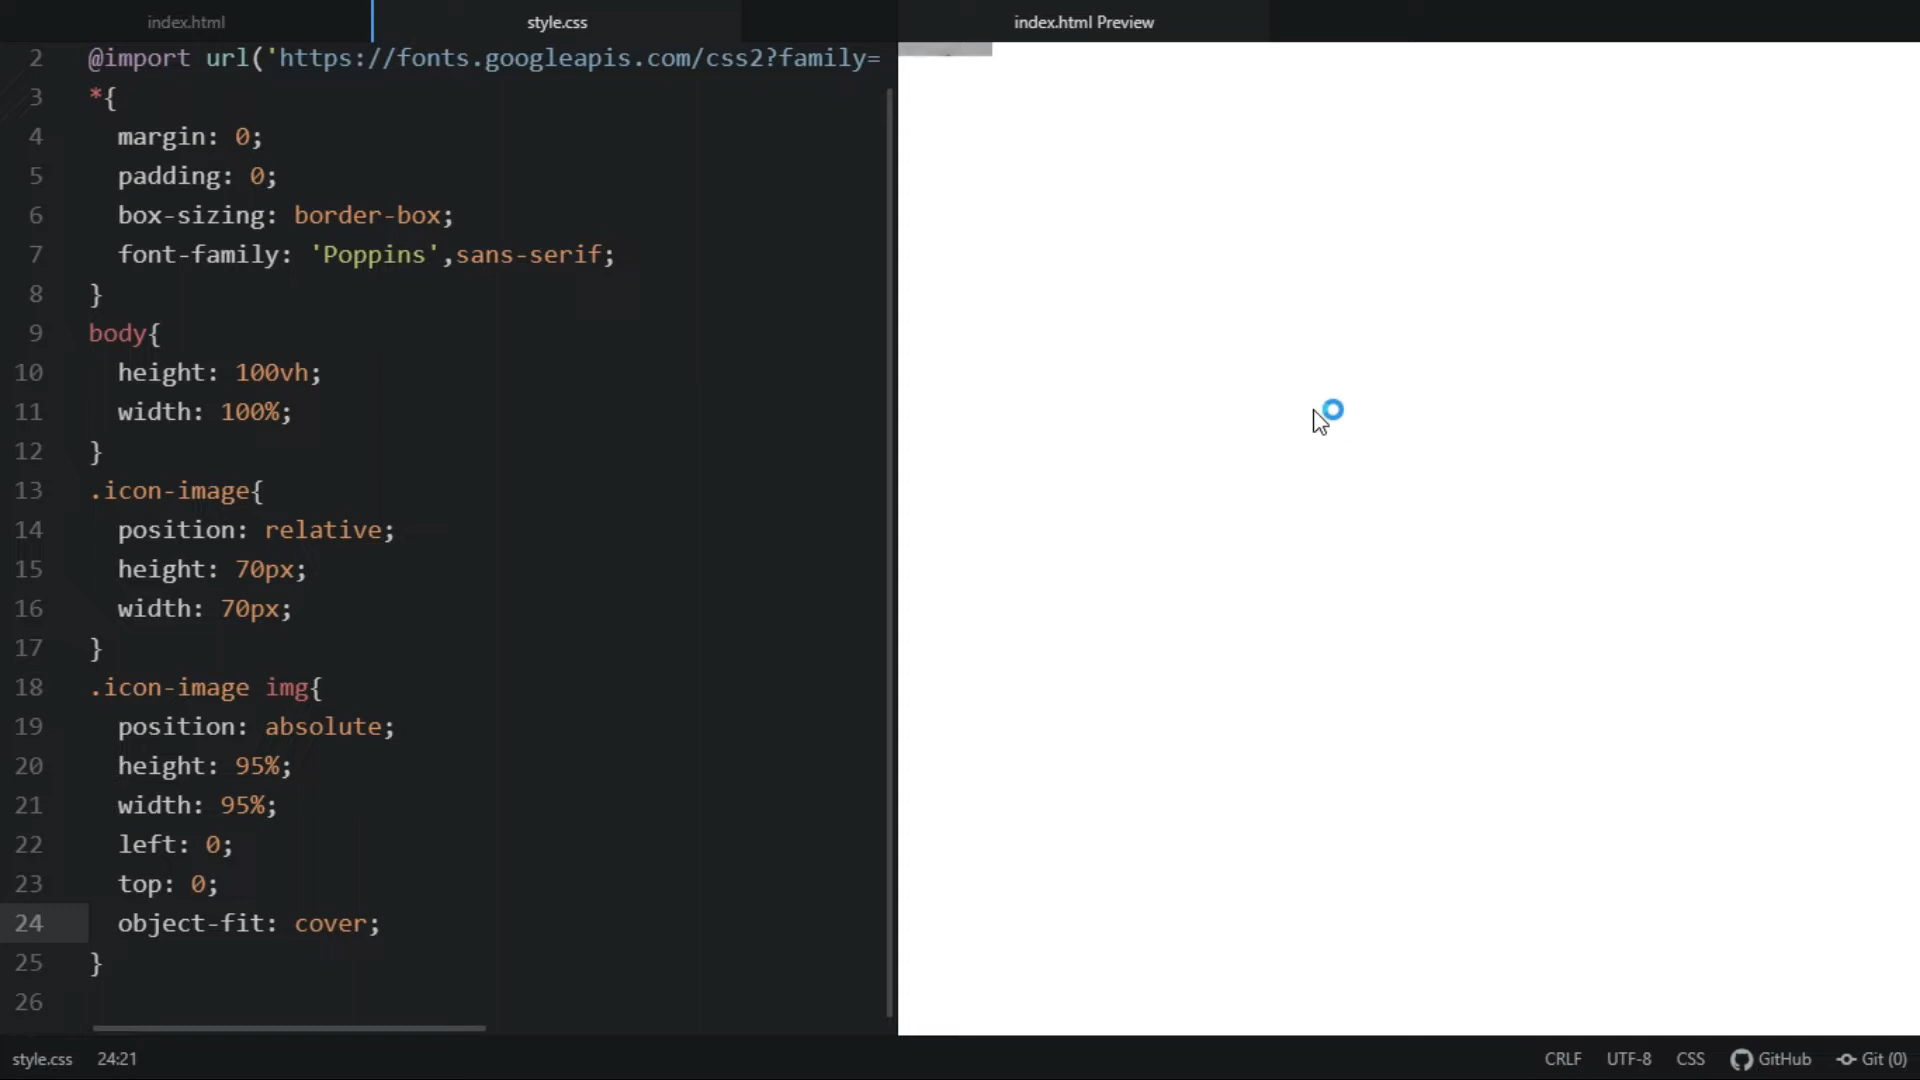 index.html
style.css
index.html Preview
2 @import url('https://fonts.googleapis.com/css2?family=
3 *{
4 margin: 0;
5 padding: 0;
6 box-sizing: border-box;
7 font-family: 'Poppins',sans-serif;
8 }
9 body{
10 height: 100vh;
11 width: 100%;
12 }
13 .icon-image{
14 position: relative;
15 height: 70px;
16 width: 70px;
17 }
18 .icon-image img{
19 position: absolute;
20 height: 95%;
21 width: 95%;
22 left: 0;
23 top: 0;
24 object-fit: cover;
25 }
26
style.css 24:21 CRLF UTF-8 CSS GitHub Git (0)